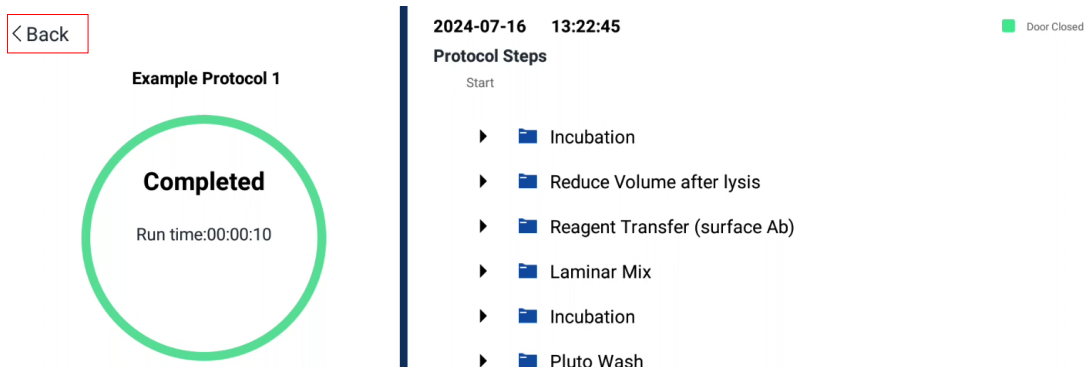 Back
Example Protocol 1
Completed
Run time:00:00:10
2024-07-16 13:22:45
Door Closed
Protocol Steps
Start
Incubation
Reduce Volume after lysis
Reagent Transfer (surface Ab)
Laminar Mix
Incubation
Pluto Wash